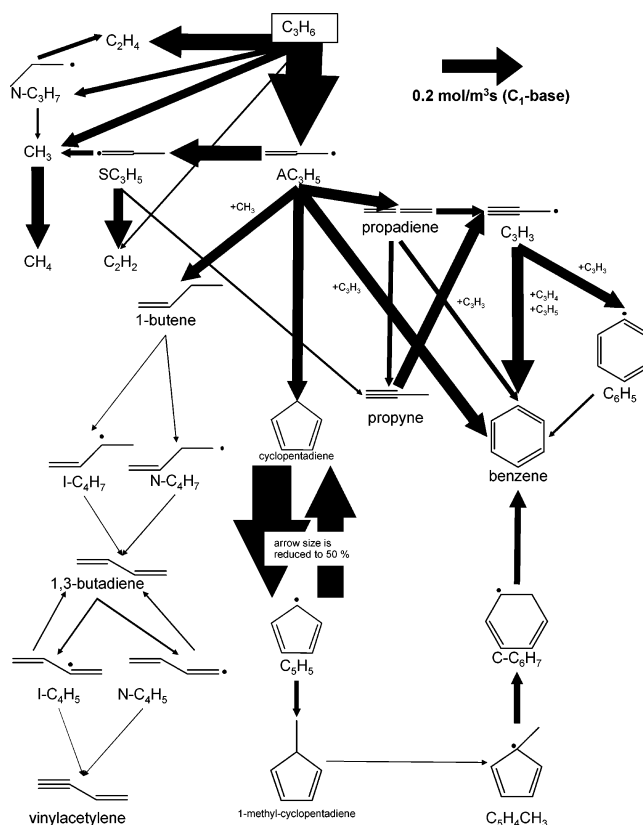 C3H6
C2H4
0.2 mol/m³s (C1-base)
N-C3H7
CH3
SC3H5
AC3H5
+CH3
propadiene
C3H3
CH4
C2H2
+C3H3
+C3H3
+C3H4
+C3H5
+C3H3
1-butene
propyne
C6H5
cyclopentadiene
benzene
I-C4H7
N-C4H7
arrow size is
reduced to 50 %
1,3-butadiene
C5H5
C-C6H7
I-C4H5
N-C4H5
vinylacetylene
1-methyl-cyclopentadiene
C5H4CH3